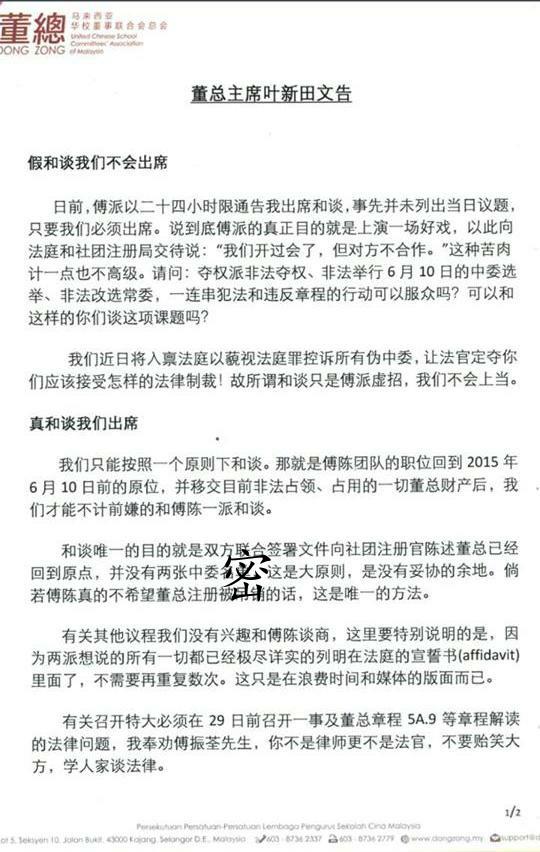 董總
DONG ZONG
马来西亚
华校董事联合会总会
United Chinese School
Committees' Association
of Malaysia
董总主席叶新田文告
假和谈我们不会出席
日前,傅派以二十四小时限通告我出席和谈,事先并未列出当日议题,
只要我们必须出席。说到底傅派的真正目的就是上演一场好戏,以此向
法庭和社团注册局交待说:“我们开过会了,但对方不合作。”这种苦肉
计一点也不高级。请问:夺权派非法夺权、非法举行 6 月 10 日的中委选
举、非法改选常委,一连串犯法和违反章程的行动可以服众吗?可以和
这样的你们谈这项课题吗?
我们近日将入禀法庭以藐视法庭罪控诉所有伪中委,让法官定夺你
们应该接受怎样的法律制裁!故所谓和谈只是傅派虚招,我们不会上当。
真和谈我们出席
我们只能按照一个原则下和谈。那就是傅陈团队的职位回到 2015 年
6 月 10 日前的原位,并移交目前非法占领、占用的一切董总财产后,我
们才能不计前嫌的和傅陈一派和谈。
和谈唯一的目的就是双方联合签署文件向社团注册官陈述董总已经
回到原点,并没有两张中委名 这是大原则,是没有妥协的余地。倘
密
若傅陈真的不希望董总注册被 销的话,这是唯一的方法。
有关其他议程我们没有兴趣和傅陈谈商,这里要特别说明的是,因
为两派想说的所有一切都已经极尽详实的列明在法庭的宣誓书(affidavit)
里面了,不需要再重复数次。这只是在浪费时间和媒体的版面而已。
有关召开特大必须在 29 日前召开一事及董总章程 5A.9 等章程解读
的法律问题,我奉劝傅振荃先生,你不是律师更不是法官,不要贻笑大
方,学人家谈法律。
1/2
Persekutuan Persatuan-Persatuan Lembaga Pengurus Sekolah Cina Malaysia
ot 5, Seksyen 10, Jalan Bukit, 43000 Kajang, Selangor D.E., Malaysia 603 - 8736 2337 603 - 8736 2779 www.dongzong.my support@d